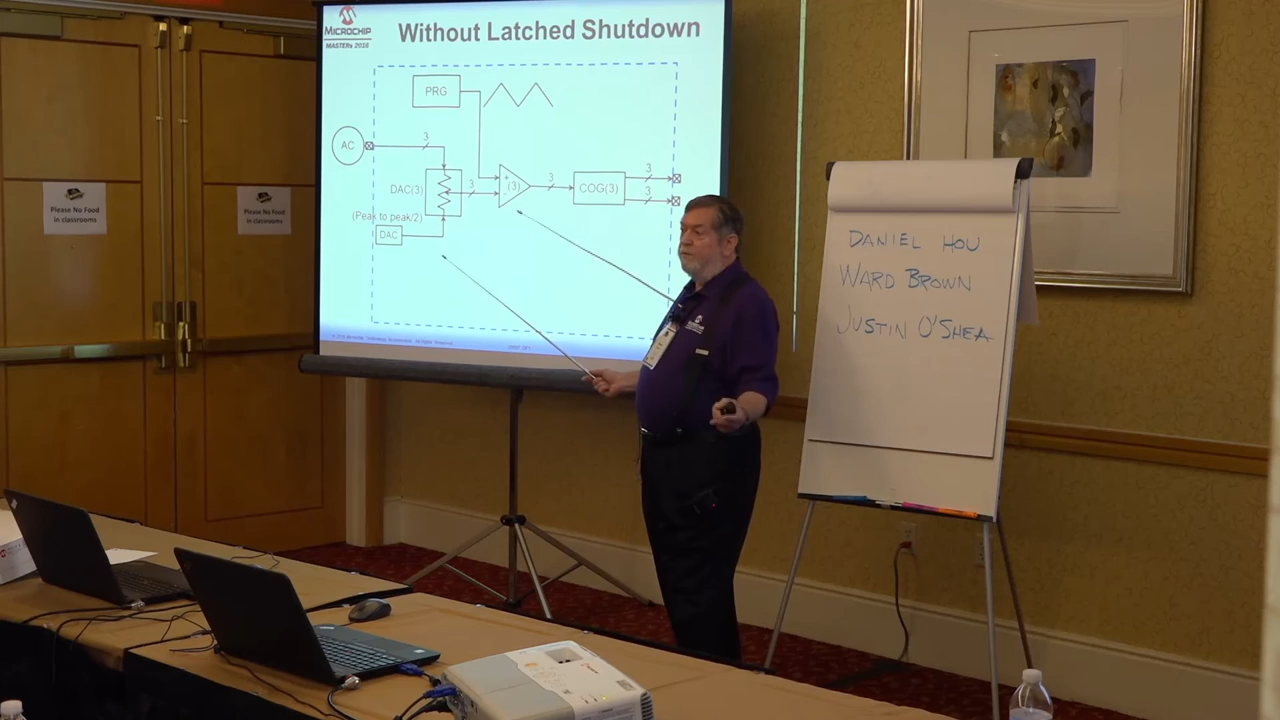 MICROCHIP
MASTERs 2016
Without Latched Shutdown
PRG
AC
3
DAC(3)
3
+
(3)
-
3
COG(3)
3
3
(Peak to peak/2)
DAC
Please No Food
in classrooms
Please No Food
in classrooms
DANIEL HOU
WARD BROWN
JUSTIN O'SHEA